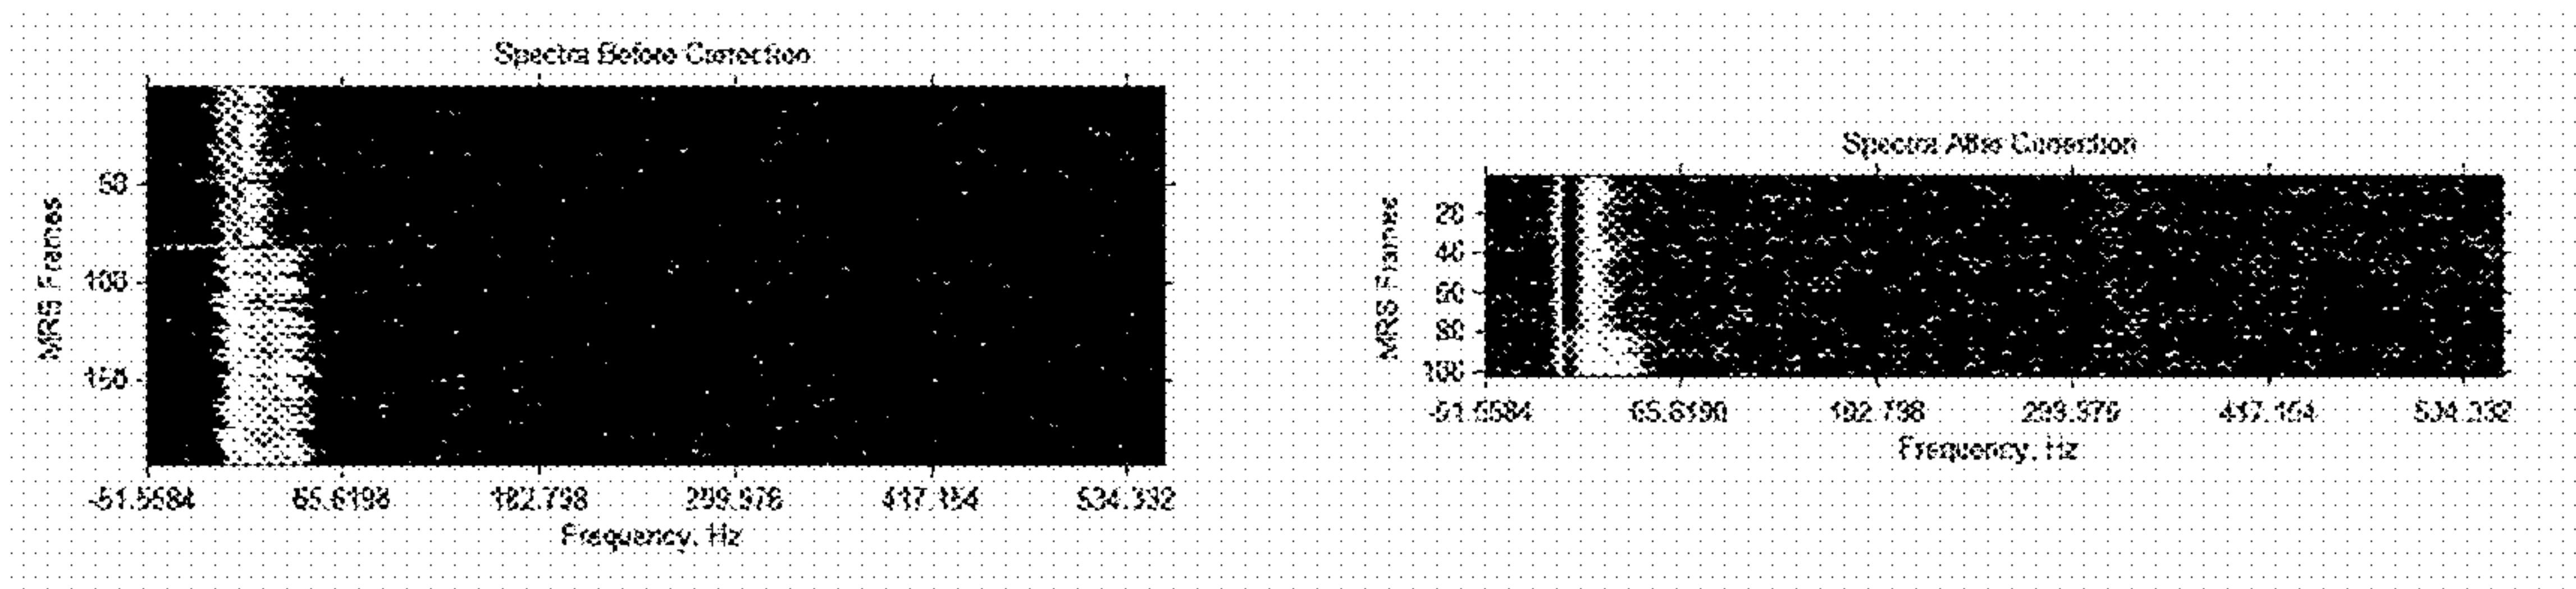 Spectra Before Correction
MRS Frames
50
100
150
-51.5584 65.6198 182.798 299.976 417.154 534.332
Frequency, Hz
Spectra After Correction
MRS Frames
20
40
60
80
100
-51.5584 65.6198 182.798 299.976 417.154 534.332
Frequency, Hz